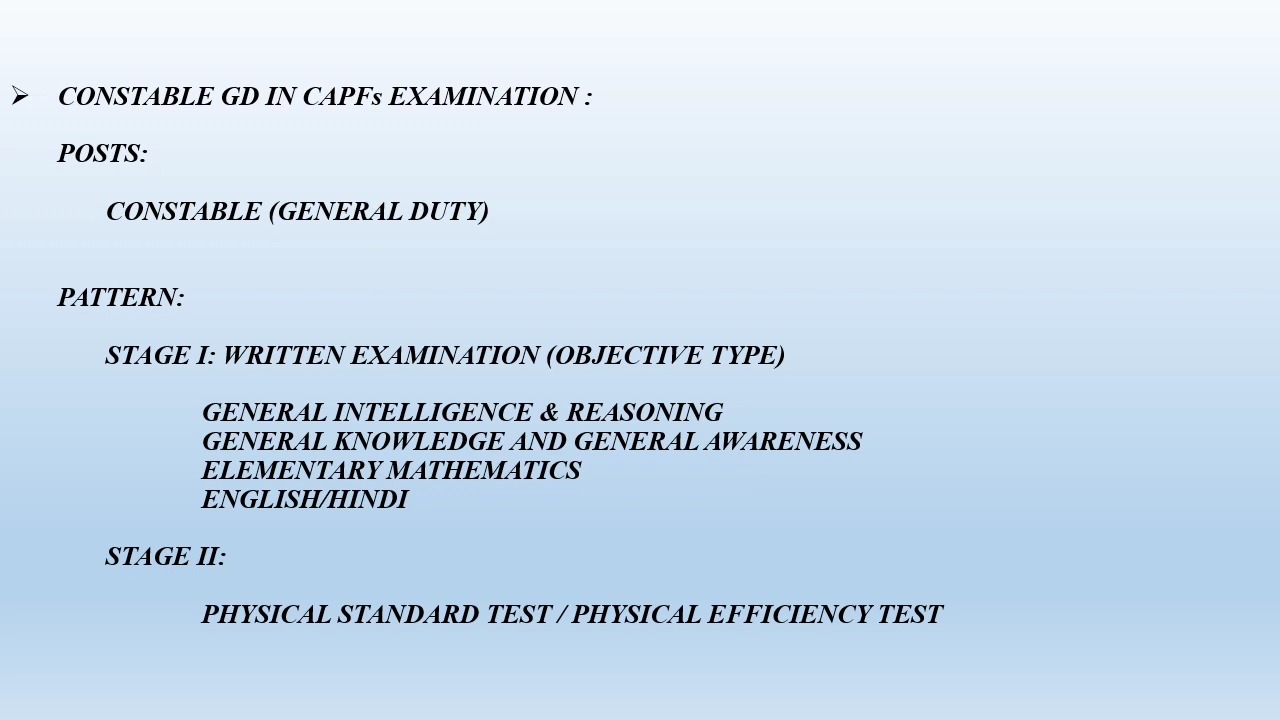 CONSTABLE GD IN CAPFs EXAMINATION :
POSTS:
CONSTABLE (GENERAL DUTY)
PATTERN:
STAGE I: WRITTEN EXAMINATION (OBJECTIVE TYPE)
GENERAL INTELLIGENCE & REASONING
GENERAL KNOWLEDGE AND GENERAL AWARENESS
ELEMENTARY MATHEMATICS
ENGLISH/HINDI
STAGE II:
PHYSICAL STANDARD TEST / PHYSICAL EFFICIENCY TEST